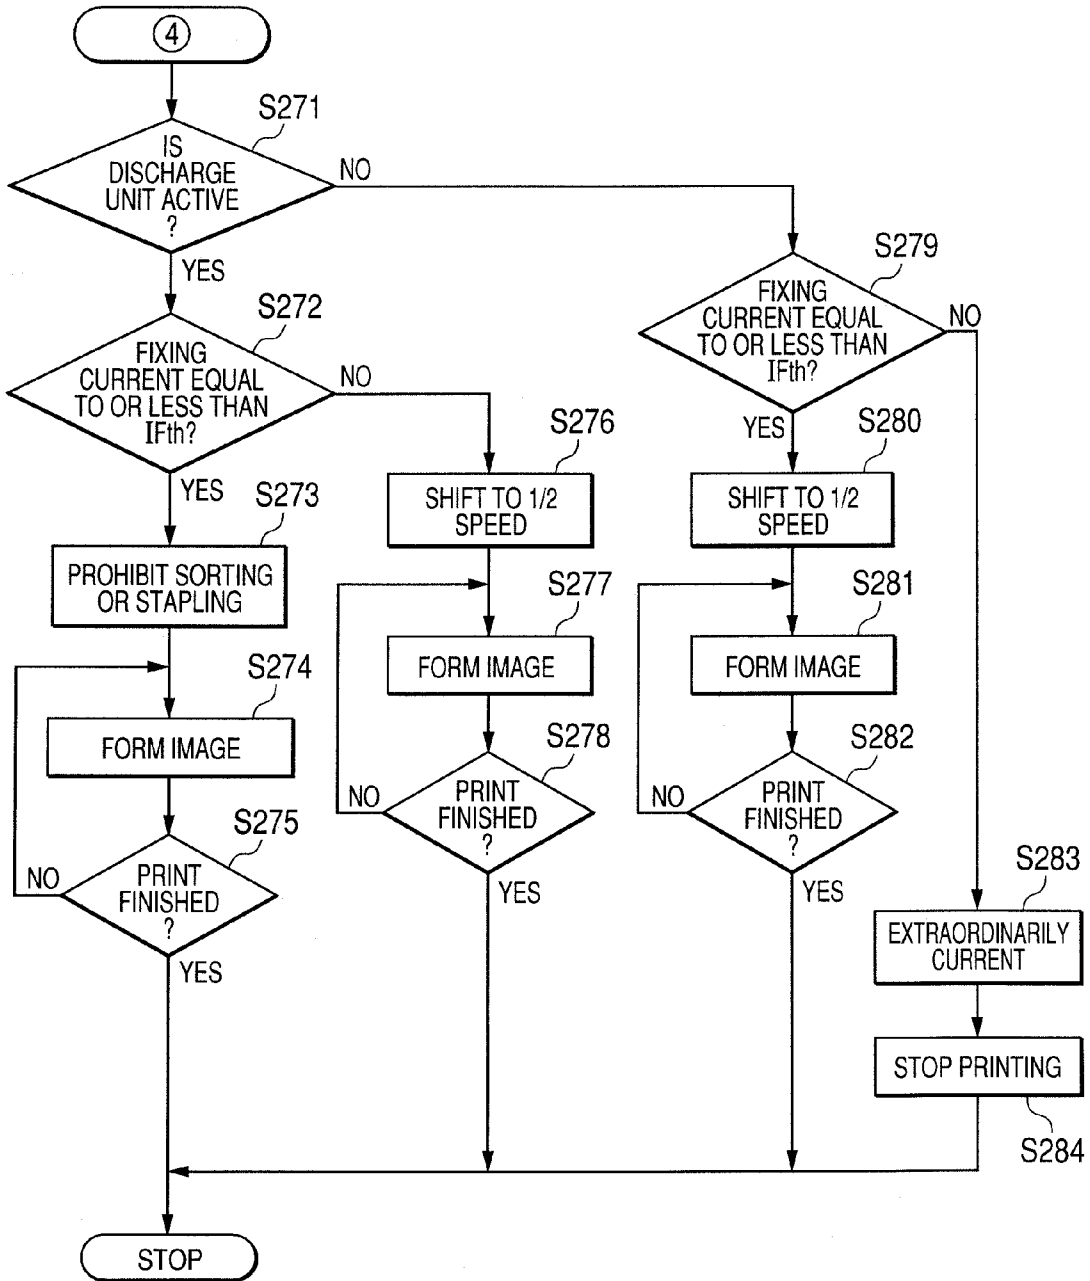 4
S271
IS
DISCHARGE
UNIT ACTIVE
?
NO
YES
S272
FIXING
CURRENT EQUAL
TO OR LESS THAN
IFth?
NO
YES
S273
PROHIBIT SORTING
OR STAPLING
S274
FORM IMAGE
S275
PRINT
FINISHED
?
NO
YES
S276
SHIFT TO 1/2
SPEED
S277
FORM IMAGE
S278
PRINT
FINISHED
?
NO
YES
S279
FIXING
CURRENT EQUAL
TO OR LESS THAN
IFth?
NO
YES
S280
SHIFT TO 1/2
SPEED
S281
FORM IMAGE
S282
PRINT
FINISHED
?
NO
YES
S283
EXTRAORDINARILY
CURRENT
STOP PRINTING
S284
STOP